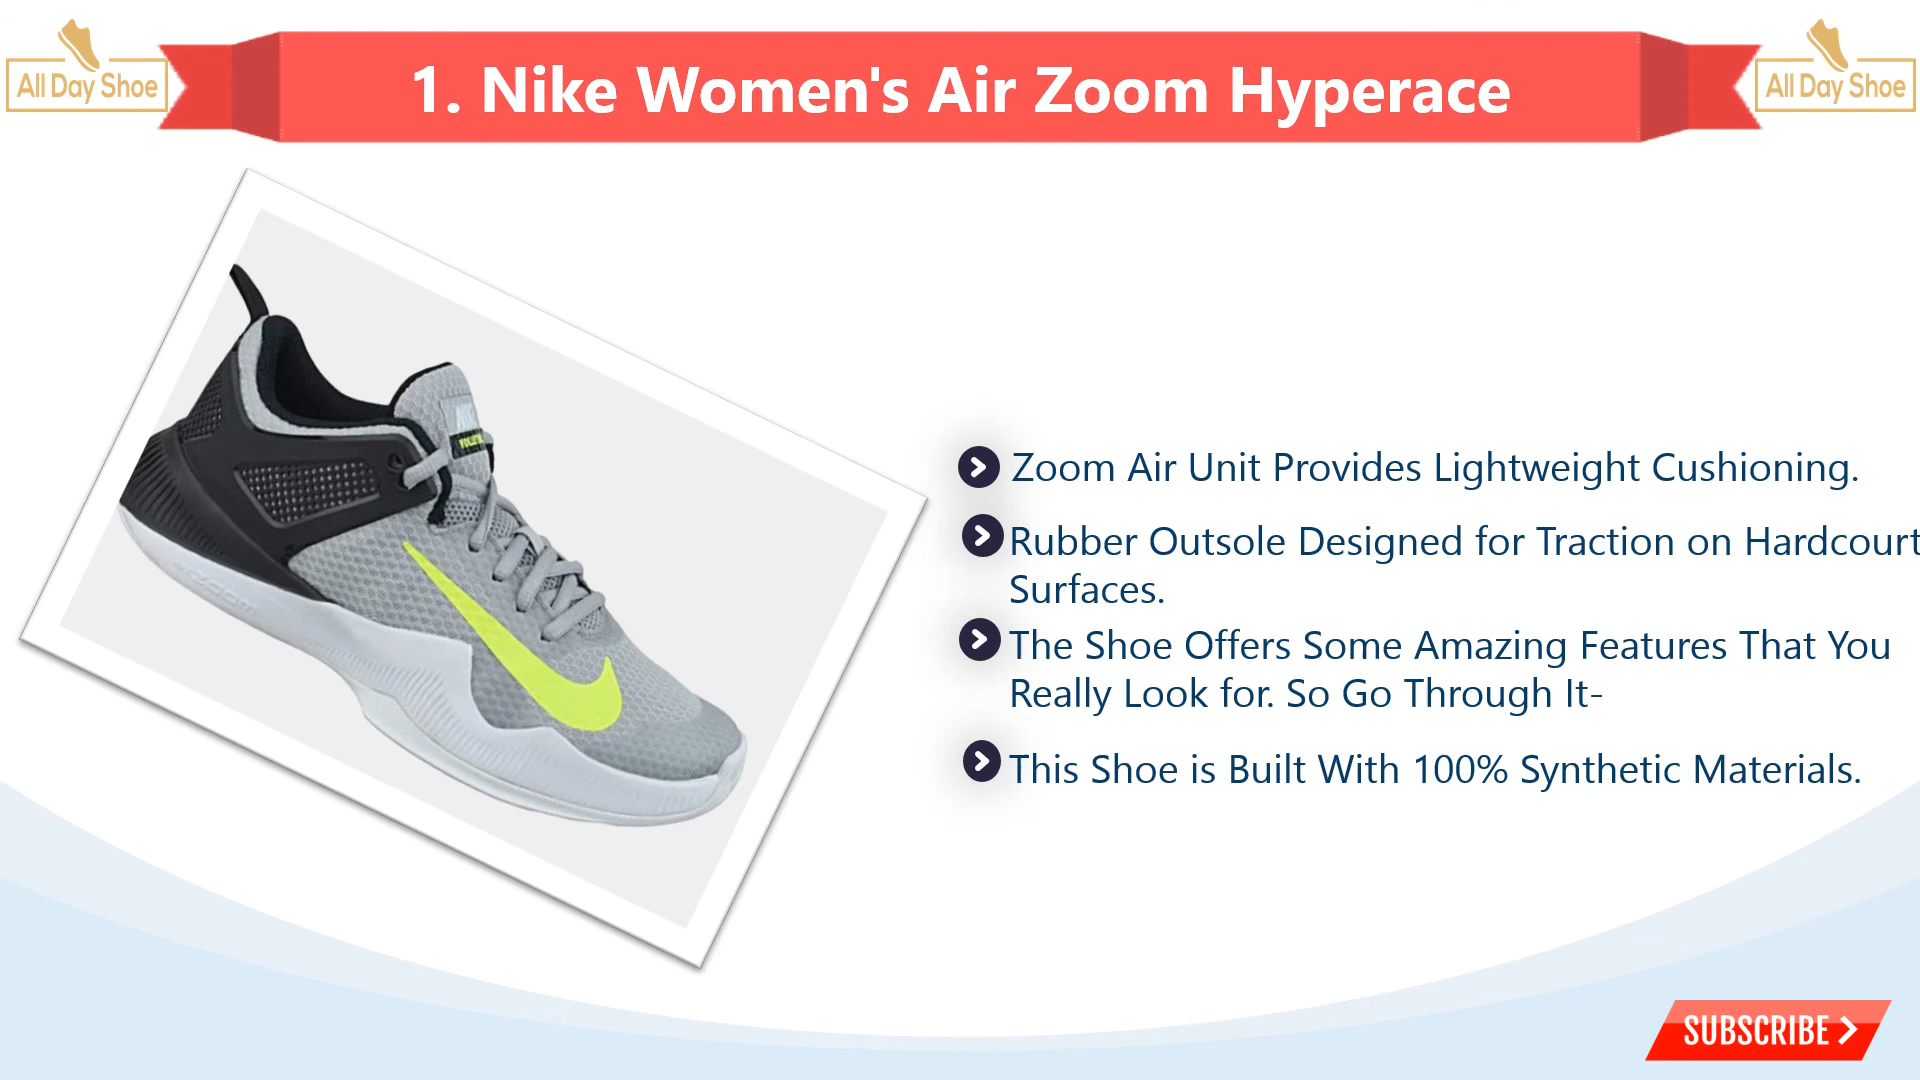 All Day Shoe
1. Nike Women's Air Zoom Hyperace
All Day Shoe
Zoom Air Unit Provides Lightweight Cushioning.
Rubber Outsole Designed for Traction on Hardcourt
Surfaces.
The Shoe Offers Some Amazing Features That You
Really Look for. So Go Through It-
This Shoe is Built With 100% Synthetic Materials.
SUBSCRIBE